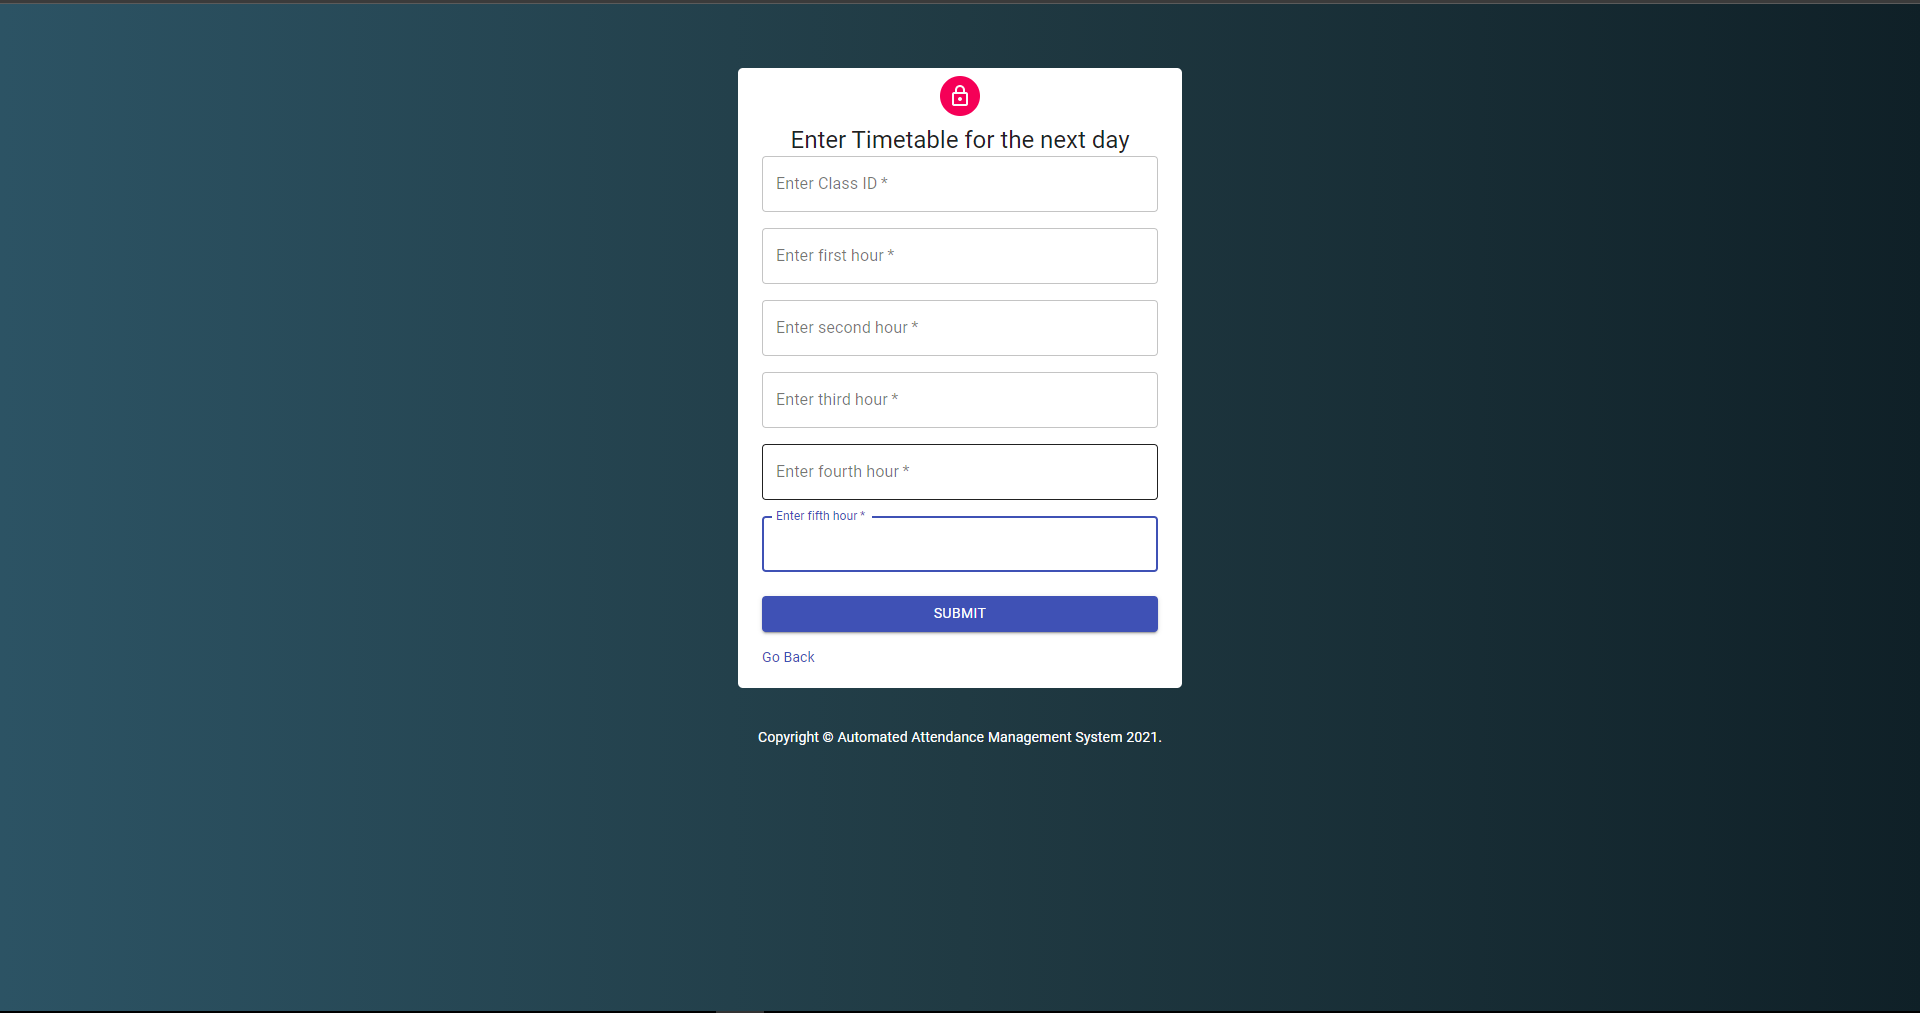 Enter Timetable for the next day
Enter Class ID *
Enter first hour *
Enter second hour *
Enter third hour *
Enter fourth hour *
Enter fifth hour *
SUBMIT
Go Back
Copyright © Automated Attendance Management System 2021.